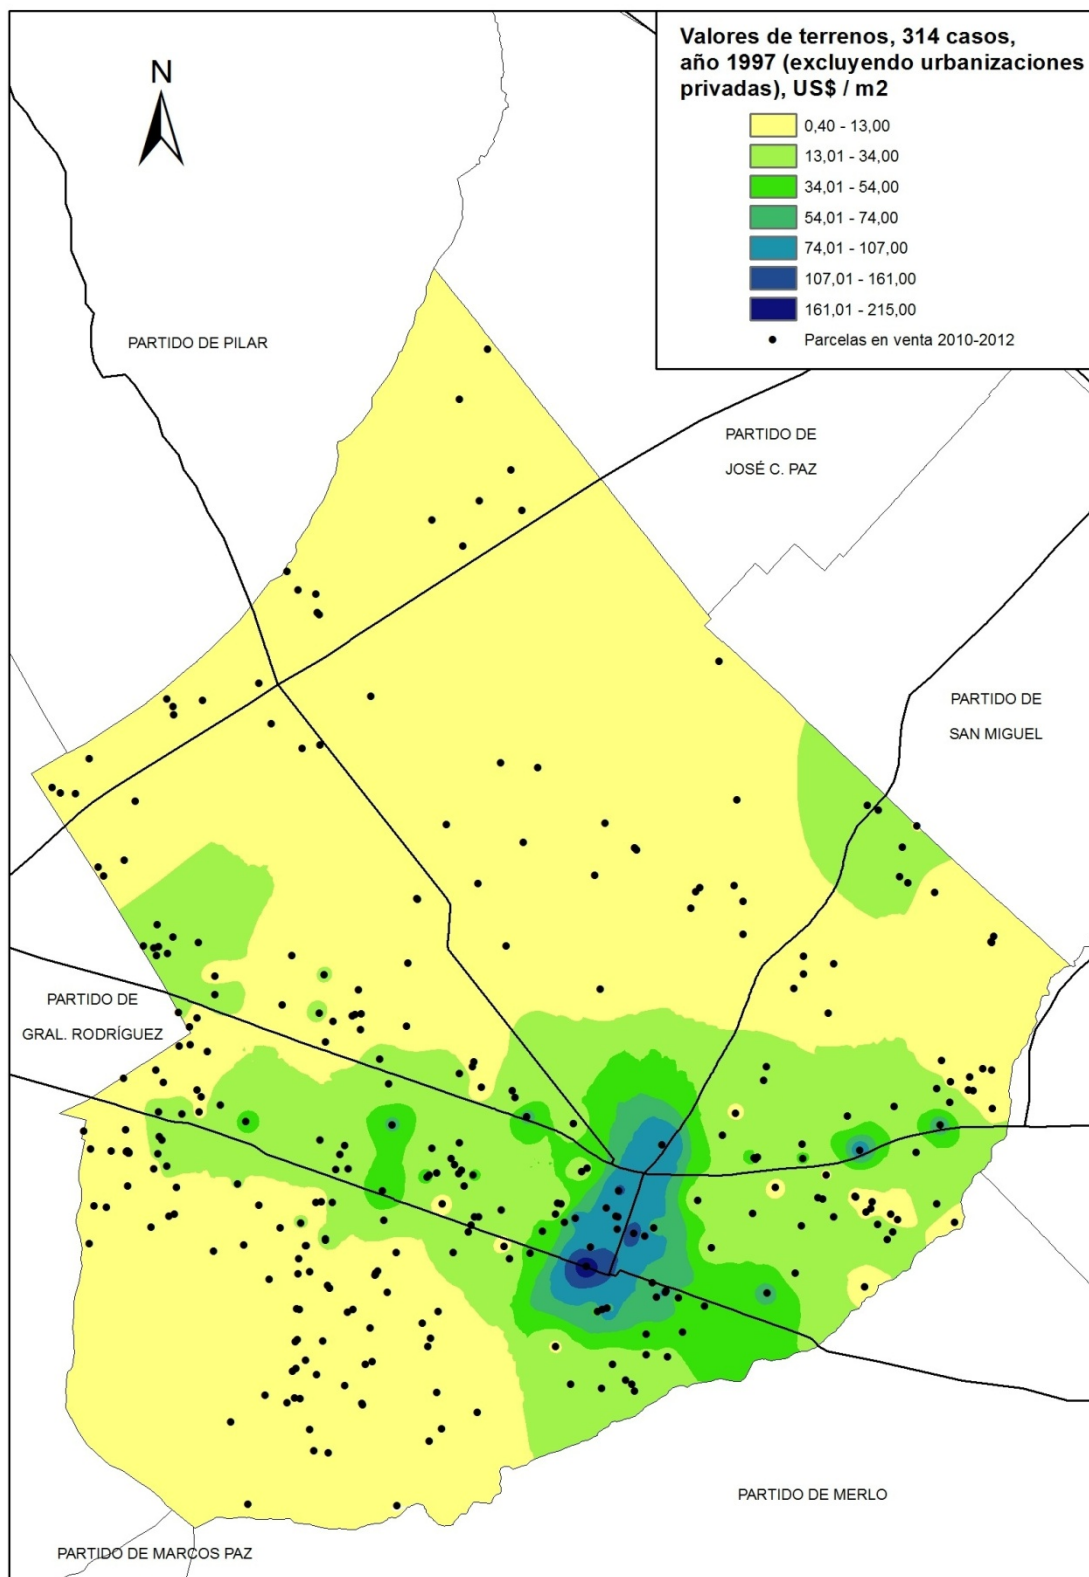 Valores de terrenos, 314 casos,
año 1997 (excluyendo urbanizaciones
privadas), US$ / m2
0,40 - 13,00
13,01 - 34,00
34,01 - 54,00
54,01 - 74,00
74,01 - 107,00
107,01 - 161,00
161,01 - 215,00
Parcelas en venta 2010-2012
N
PARTIDO DE PILAR
PARTIDO DE
JOSÉ C. PAZ
PARTIDO DE
SAN MIGUEL
PARTIDO DE
GRAL. RODRÍGUEZ
PARTIDO DE MERLO
PARTIDO DE MARCOS PAZ